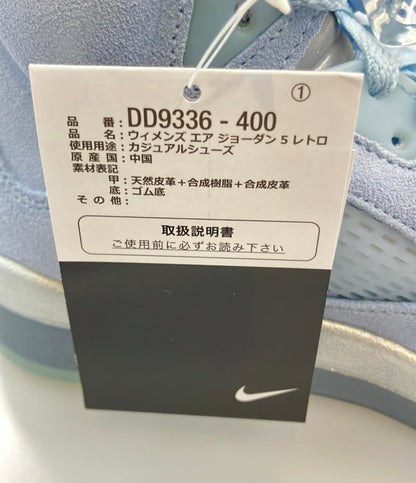 ①
品番: DD9336 - 400
品名: ウィメンズ エア ジョーダン 5 レトロ
使用用途: カジュアルシューズ
原産国: 中国
素材表記
甲: 天然皮革+合成樹脂+合成皮革
底: ゴム底
その他:
取扱説明書
ご使用前に必ずお読み下さい